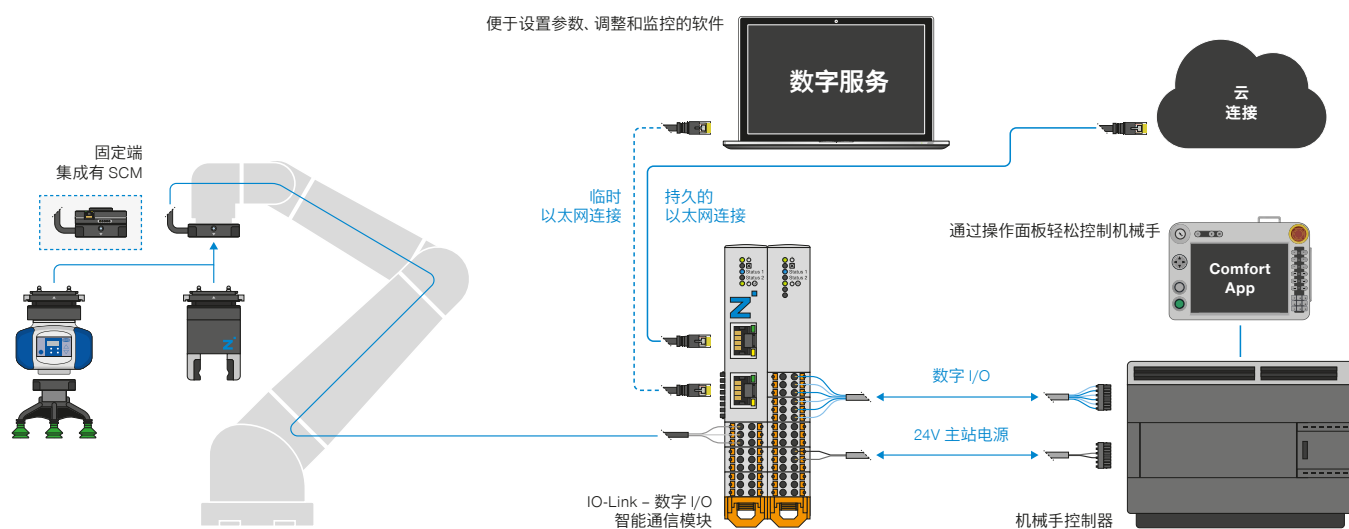 便于设置参数、调整和监控的软件
数字服务
云
连接
固定端
集成有 SCM
临时
以太网连接
持久的
以太网连接
通过操作面板轻松控制机械手
Comfort
App
Status 1
Status 2
Status 1
Status 2
Z
Z
数字 I/O
24V 主站电源
IO-Link – 数字 I/O
智能通信模块
机械手控制器